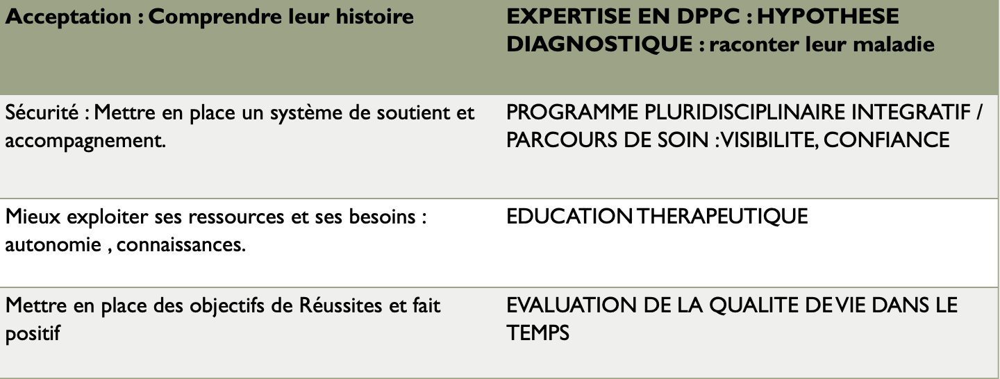 Acceptation : Comprendre leur histoire
EXPERTISE EN DPPC : HYPOTHESE
DIAGNOSTIQUE : raconter leur maladie
Sécurité : Mettre en place un système de soutient et
accompagnement.
PROGRAMME PLURIDISCIPLINAIRE INTEGRATIF /
PARCOURS DE SOIN : VISIBILITE, CONFIANCE
Mieux exploiter ses ressources et ses besoins :
autonomie , connaissances.
EDUCATION THERAPEUTIQUE
Mettre en place des objectifs de Réussites et fait
positif
EVALUATION DE LA QUALITE DE VIE DANS LE
TEMPS